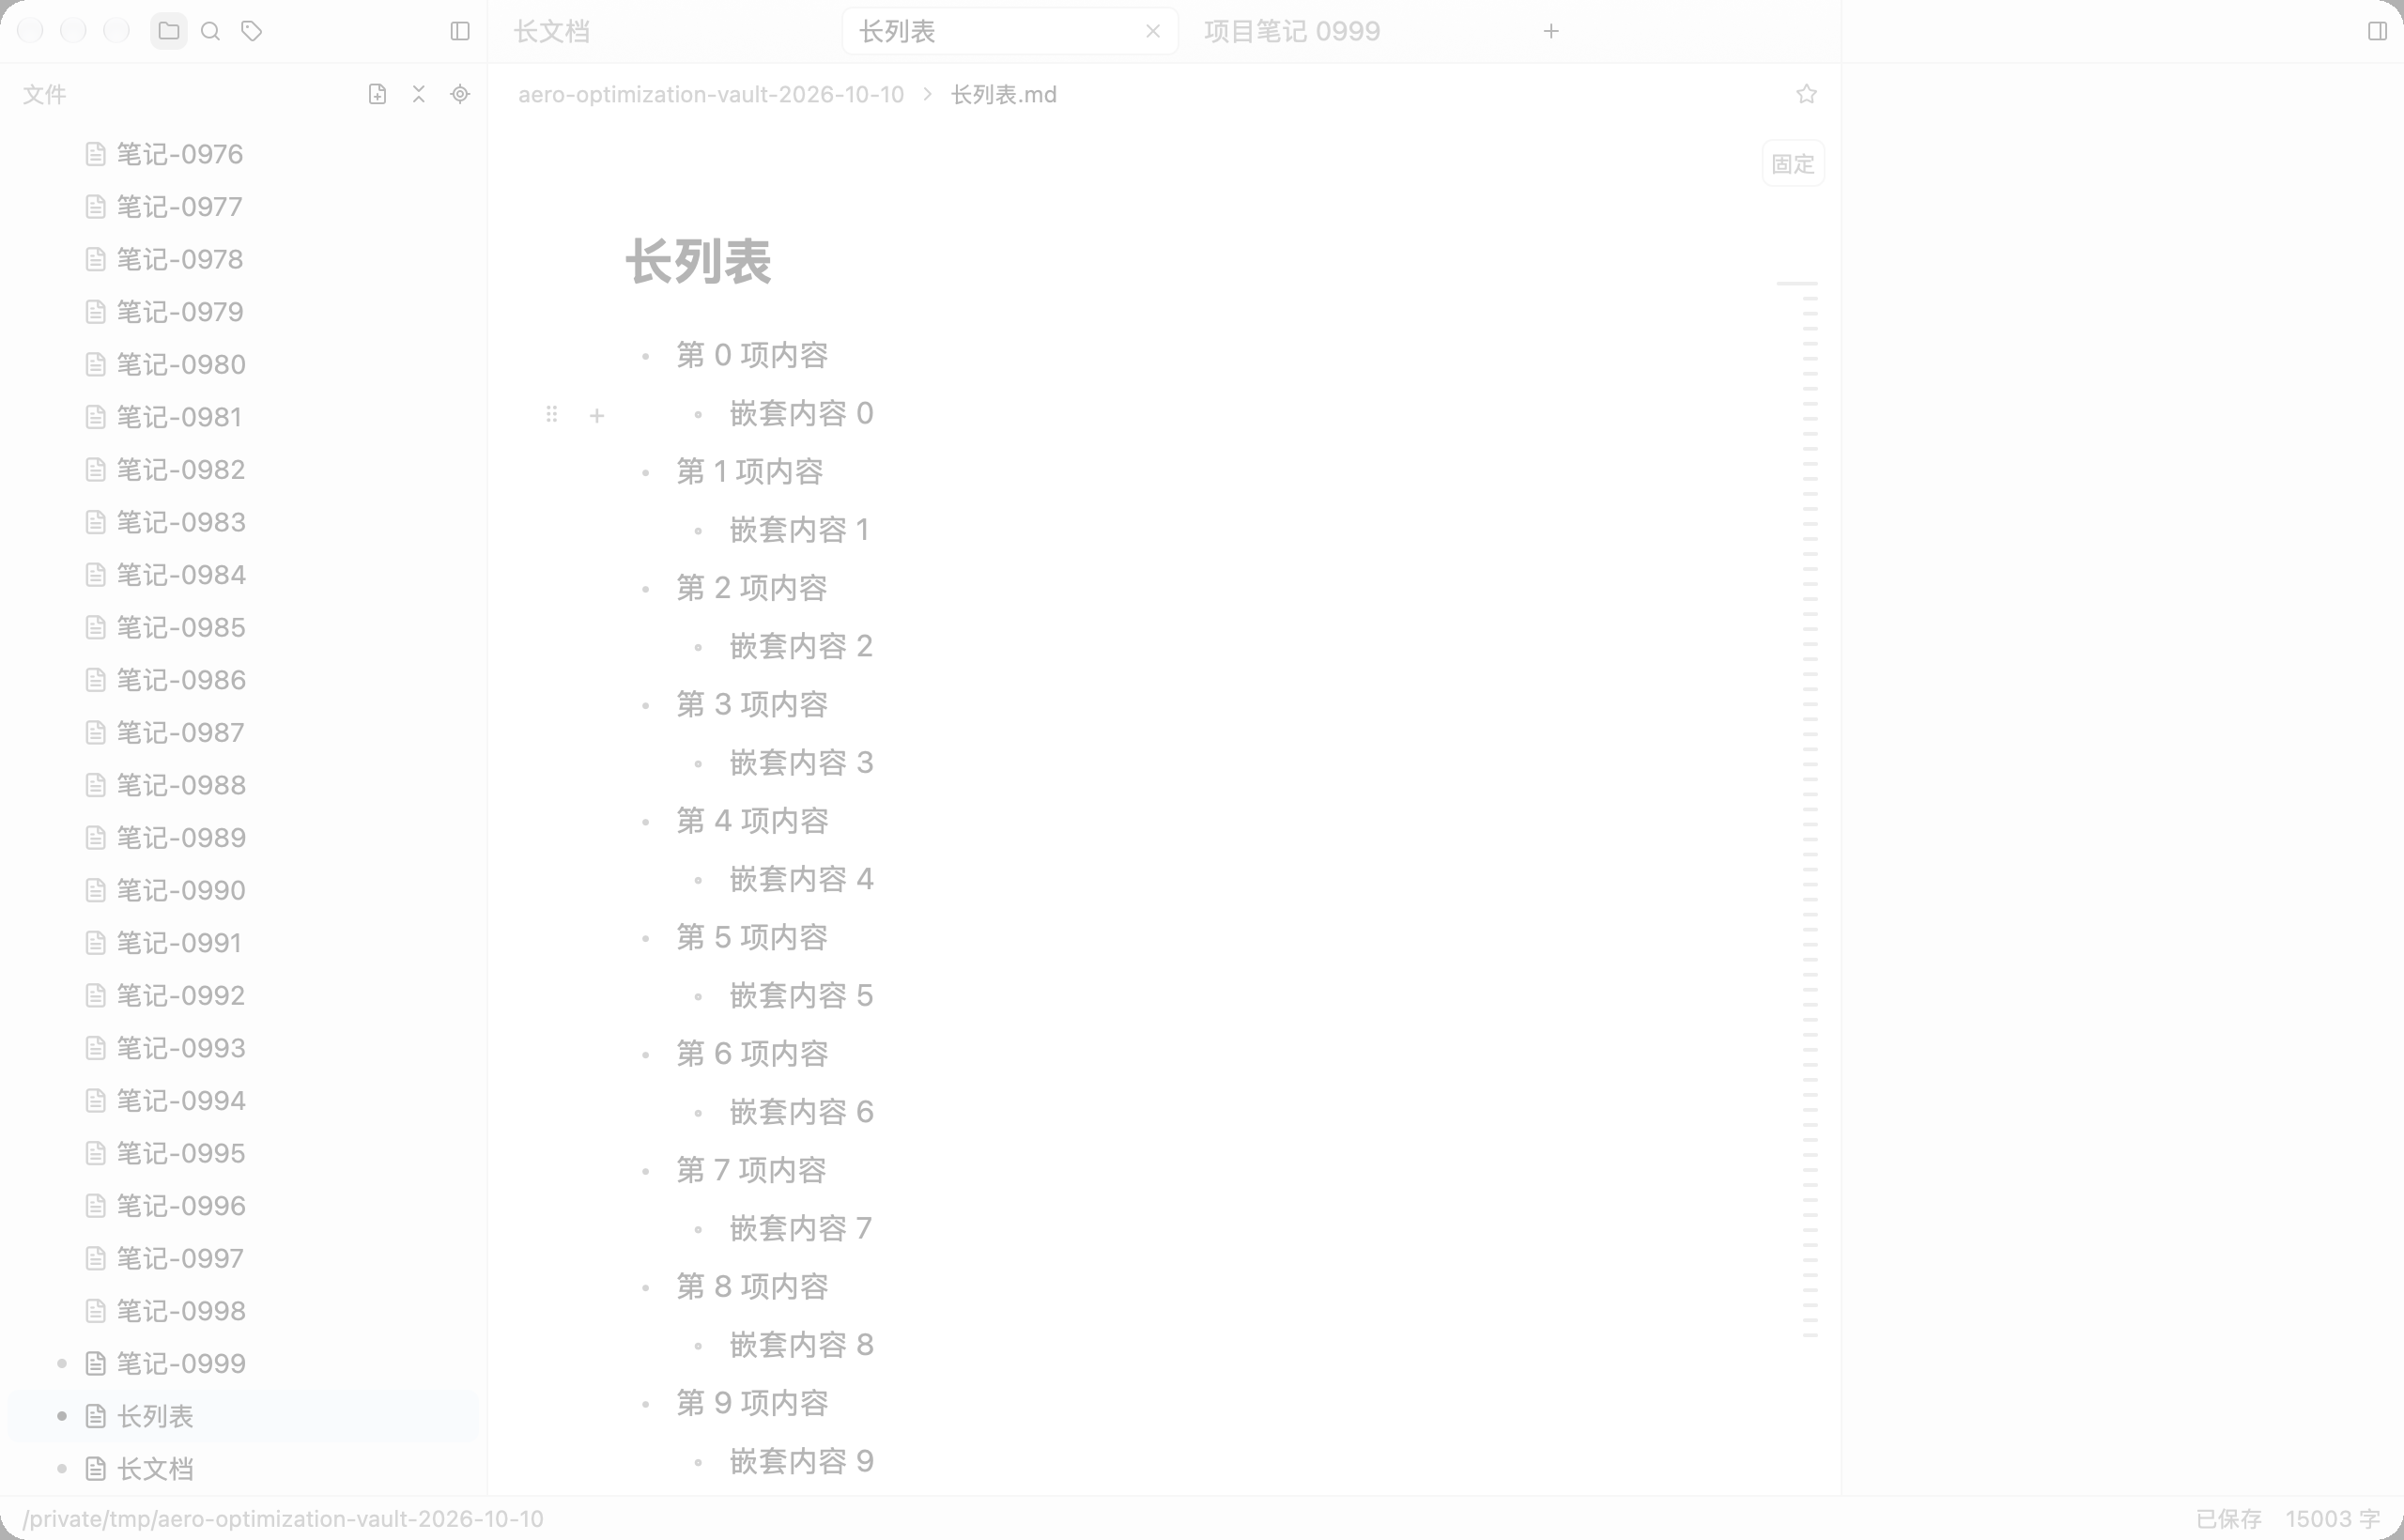 长文档
长列表
项目笔记 0999
文件
笔记-0976
笔记-0977
笔记-0978
笔记-0979
笔记-0980
笔记-0981
笔记-0982
笔记-0983
笔记-0984
笔记-0985
笔记-0986
笔记-0987
笔记-0988
笔记-0989
笔记-0990
笔记-0991
笔记-0992
笔记-0993
笔记-0994
笔记-0995
笔记-0996
笔记-0997
笔记-0998
笔记-0999
长列表
长文档
aero-optimization-vault-2026-10-10 > 长列表.md
固定
长列表
第 0 项内容
嵌套内容 0
第 1 项内容
嵌套内容 1
第 2 项内容
嵌套内容 2
第 3 项内容
嵌套内容 3
第 4 项内容
嵌套内容 4
第 5 项内容
嵌套内容 5
第 6 项内容
嵌套内容 6
第 7 项内容
嵌套内容 7
第 8 项内容
嵌套内容 8
第 9 项内容
嵌套内容 9
/private/tmp/aero-optimization-vault-2026-10-10
已保存
15003 字